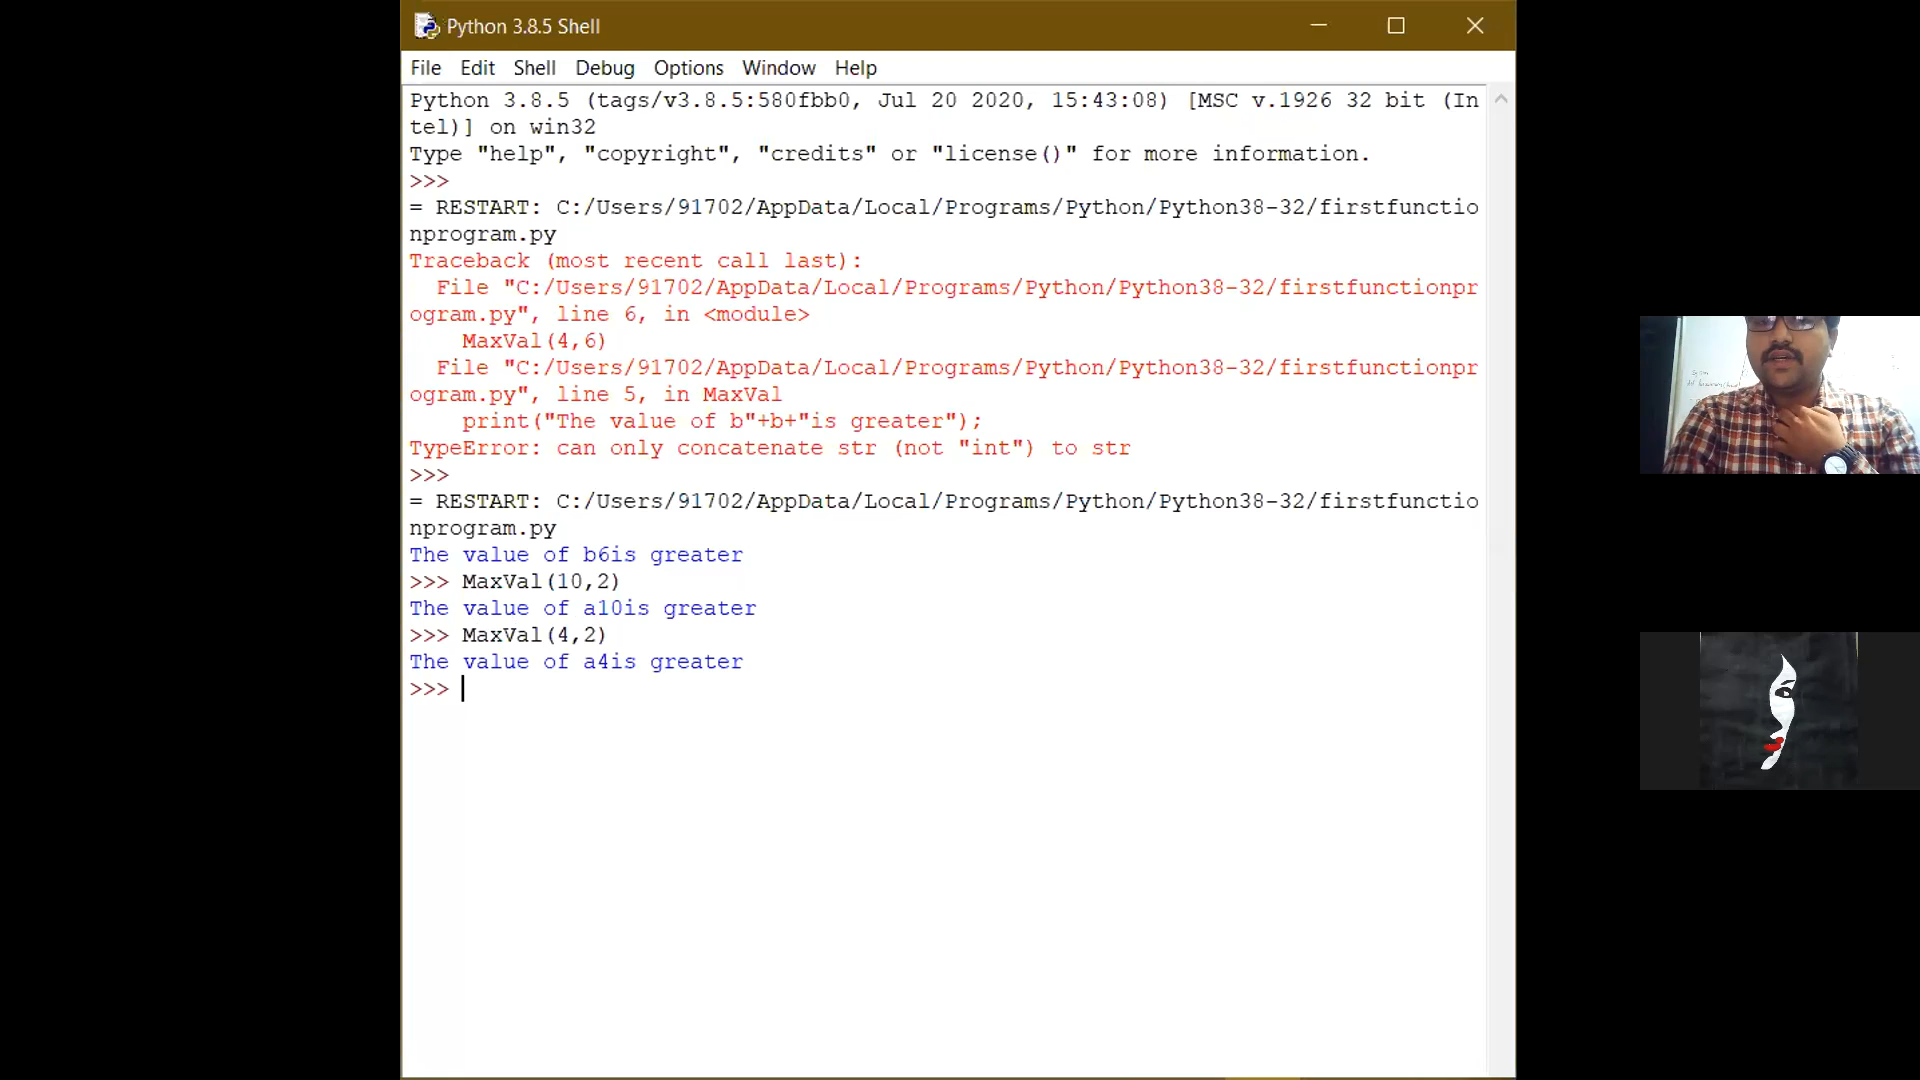 Python 3.8.5 Shell
File Edit Shell Debug Options Window Help
Python 3.8.5 (tags/v3.8.5:580fbb0, Jul 20 2020, 15:43:08) [MSC v.1926 32 bit (In
tel)] on win32
Type "help", "copyright", "credits" or "license()" for more information.
>>>
= RESTART: C:/Users/91702/AppData/Local/Programs/Python/Python38-32/firstfunctio
nprogram.py
Traceback (most recent call last):
  File "C:/Users/91702/AppData/Local/Programs/Python/Python38-32/firstfunctionpr
ogram.py", line 6, in <module>
    MaxVal(4,6)
  File "C:/Users/91702/AppData/Local/Programs/Python/Python38-32/firstfunctionpr
ogram.py", line 5, in MaxVal
    print("The value of b"+b+"is greater");
TypeError: can only concatenate str (not "int") to str
>>>
= RESTART: C:/Users/91702/AppData/Local/Programs/Python/Python38-32/firstfunctio
nprogram.py
The value of b6is greater
>>> MaxVal(10,2)
The value of a10is greater
>>> MaxVal(4,2)
The value of a4is greater
>>>